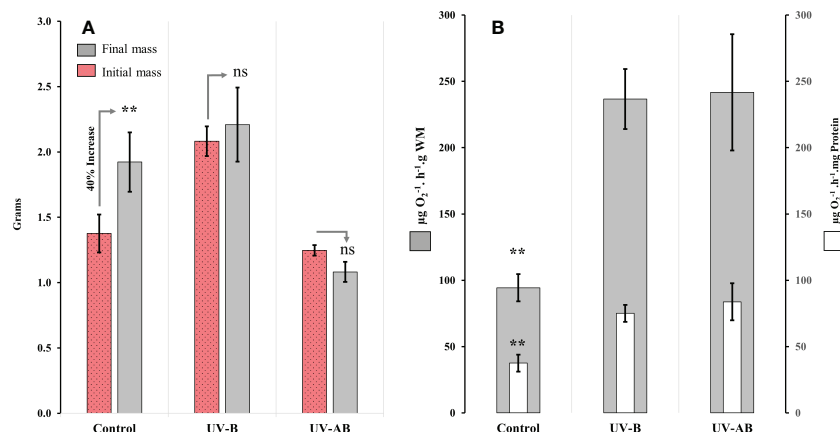 A
Final mass
Initial mass
3.0
2.5
2.0
1.5
1.0
0.5
0.0
Grams
40% Increase
**
ns
ns
Control
UV-B
UV-AB
B
300
250
200
150
100
50
0
µg O₂⁻¹. h⁻¹.g WM
**
**
Control
UV-B
UV-AB
300
250
200
150
100
50
0
µg O₂⁻¹.h⁻¹.mg Protein